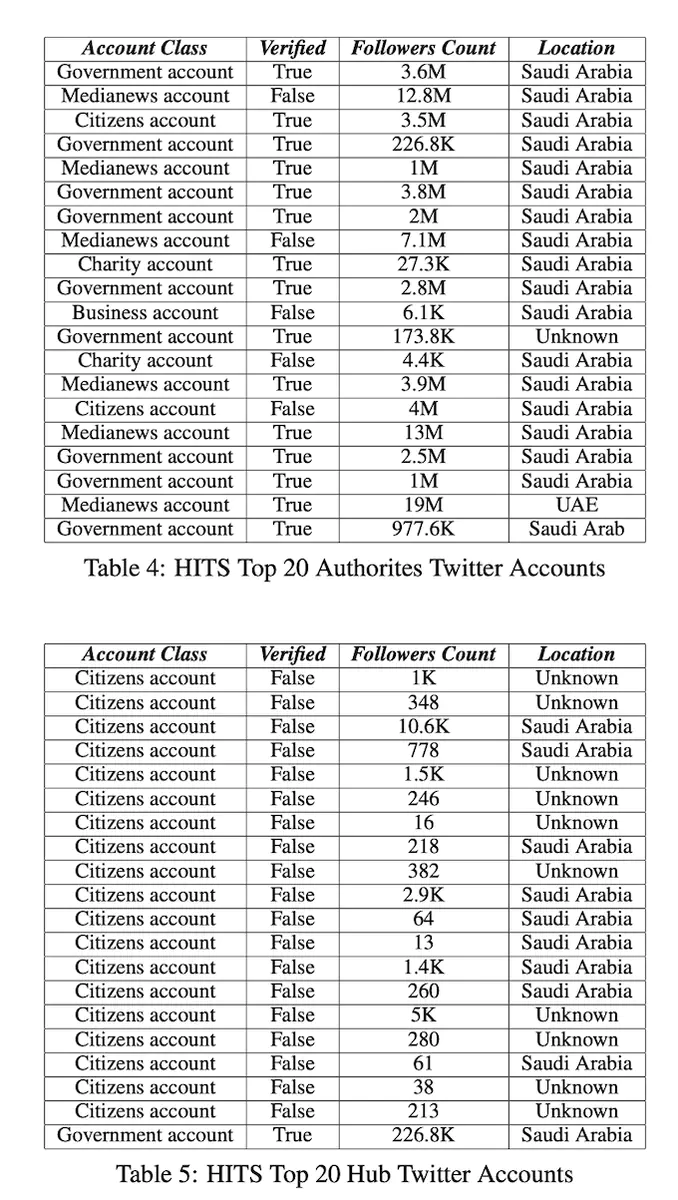 Account Class Verified Followers Count Location
Government account True 3.6M Saudi Arabia
Medianews account False 12.8M Saudi Arabia
Citizens account True 3.5M Saudi Arabia
Government account True 226.8K Saudi Arabia
Medianews account True 1M Saudi Arabia
Government account True 3.8M Saudi Arabia
Government account True 2M Saudi Arabia
Medianews account False 7.1M Saudi Arabia
Charity account True 27.3K Saudi Arabia
Government account True 2.8M Saudi Arabia
Business account False 6.1K Saudi Arabia
Government account True 173.8K Unknown
Charity account False 4.4K Saudi Arabia
Medianews account True 3.9M Saudi Arabia
Citizens account False 4M Saudi Arabia
Medianews account True 13M Saudi Arabia
Government account True 2.5M Saudi Arabia
Government account True 1M Saudi Arabia
Medianews account True 19M UAE
Government account True 977.6K Saudi Arab
Table 4: HITS Top 20 Authorites Twitter Accounts
Account Class Verified Followers Count Location
Citizens account False 1K Unknown
Citizens account False 348 Unknown
Citizens account False 10.6K Saudi Arabia
Citizens account False 778 Saudi Arabia
Citizens account False 1.5K Unknown
Citizens account False 246 Unknown
Citizens account False 16 Unknown
Citizens account False 218 Saudi Arabia
Citizens account False 382 Unknown
Citizens account False 2.9K Saudi Arabia
Citizens account False 64 Saudi Arabia
Citizens account False 13 Saudi Arabia
Citizens account False 1.4K Saudi Arabia
Citizens account False 260 Saudi Arabia
Citizens account False 5K Unknown
Citizens account False 280 Unknown
Citizens account False 61 Saudi Arabia
Citizens account False 38 Unknown
Citizens account False 213 Unknown
Government account True 226.8K Saudi Arabia
Table 5: HITS Top 20 Hub Twitter Accounts